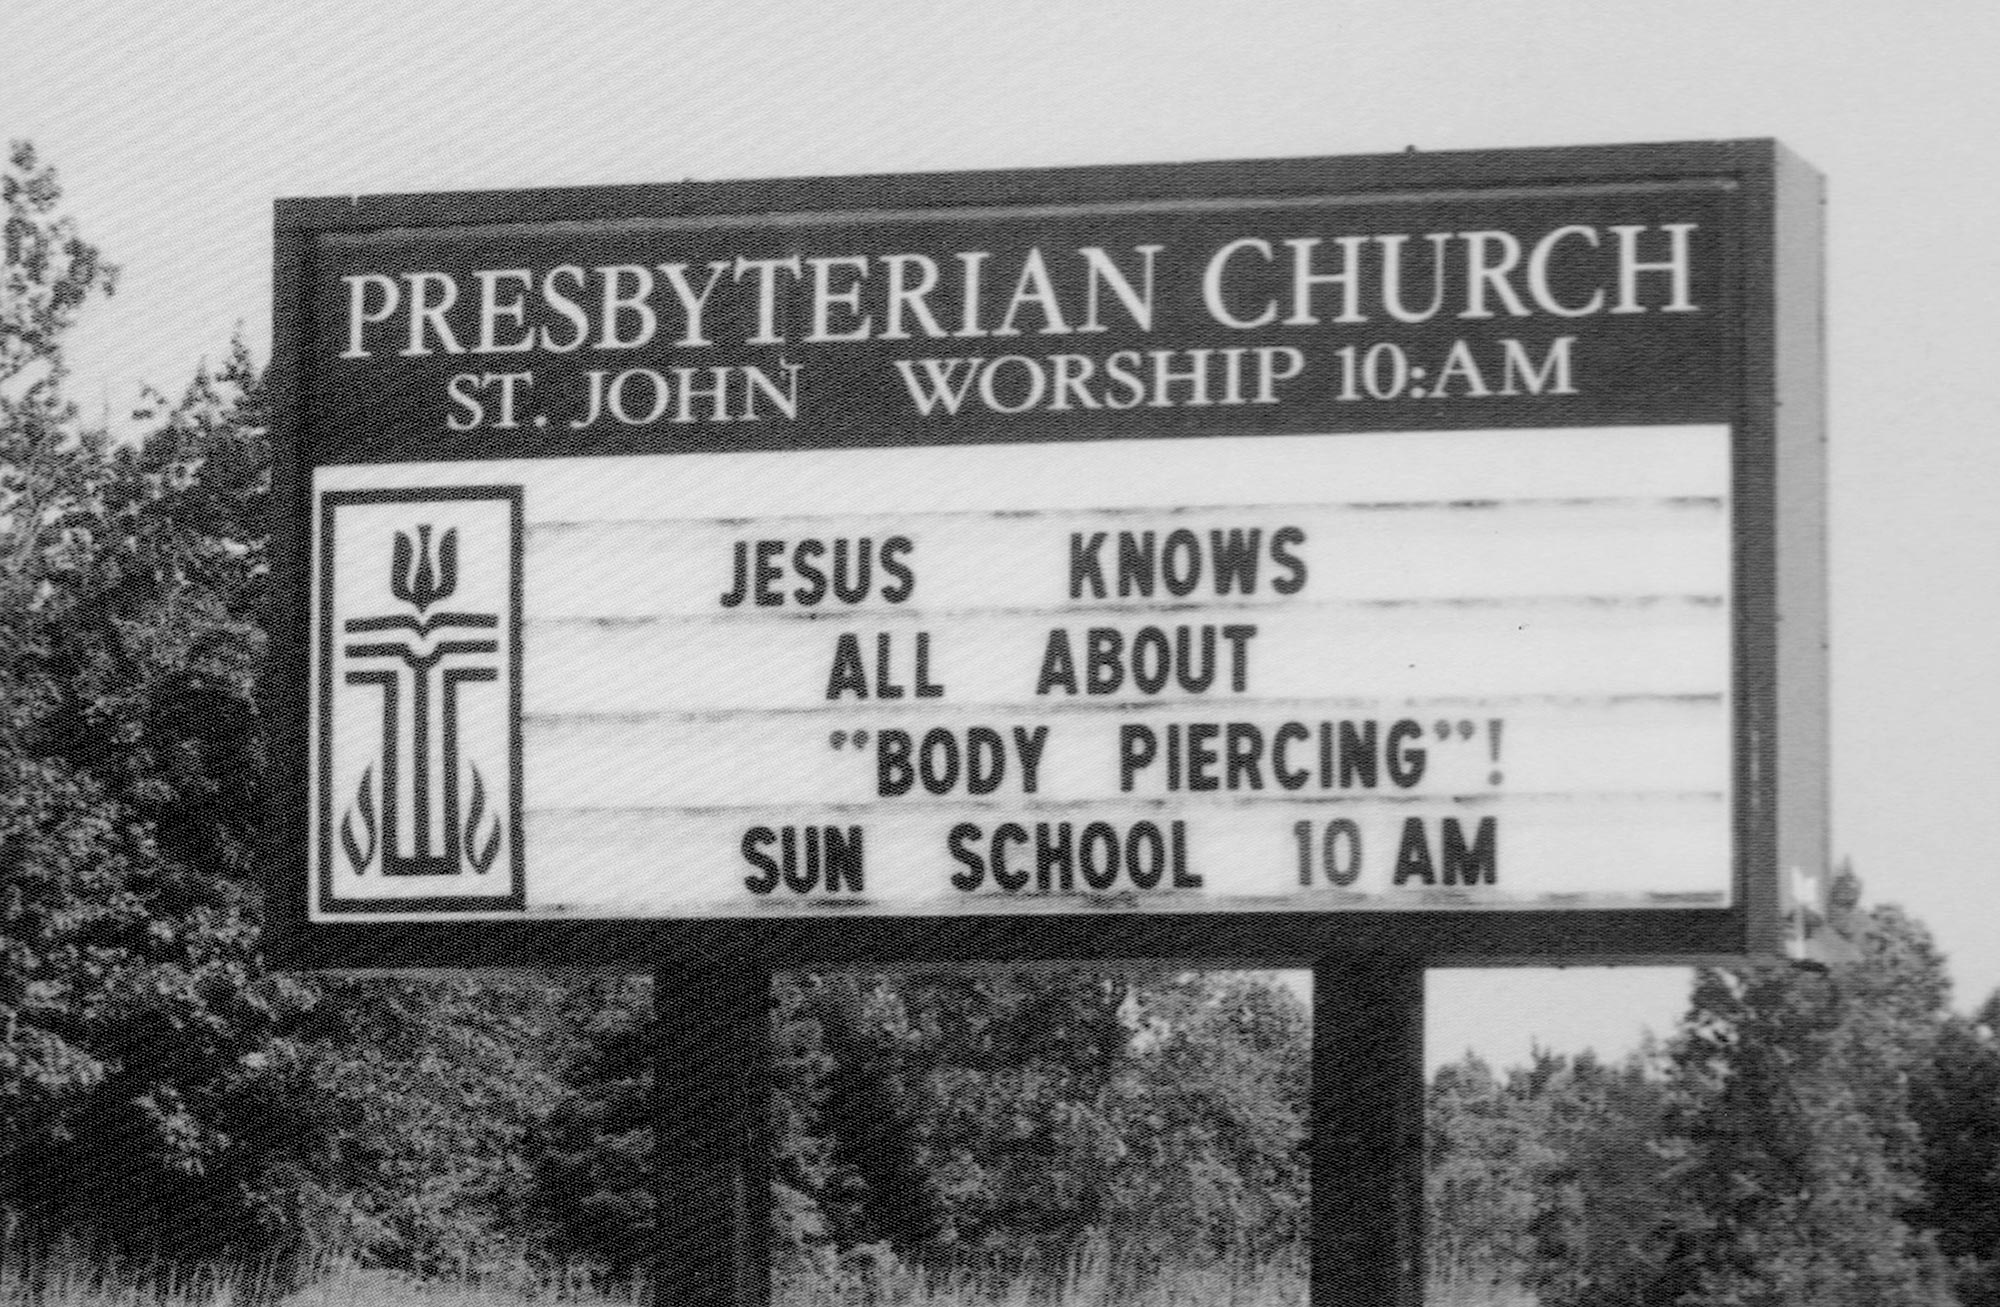 PRESBYTERIAN CHURCH
ST. JOHN WORSHIP 10:AM
JESUS KNOWS
ALL ABOUT
"BODY PIERCING"!
SUN SCHOOL 10 AM